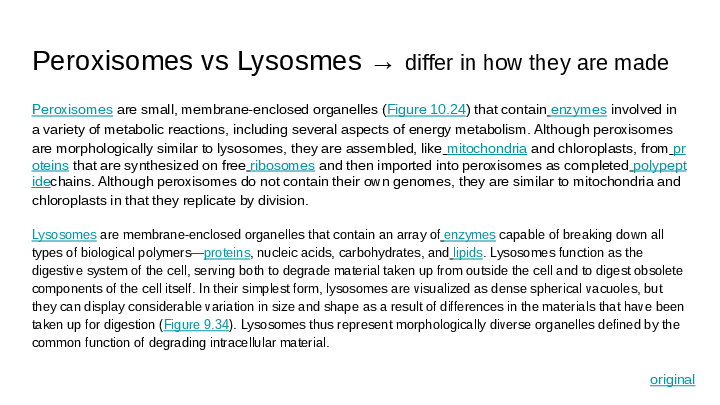 Peroxisomes vs Lysosmes → differ in how they are made
Peroxisomes are small, membrane-enclosed organelles (Figure 10.24) that contain enzymes involved in
a variety of metabolic reactions, including several aspects of energy metabolism. Although peroxisomes
are morphologically similar to lysosomes, they are assembled, like mitochondria and chloroplasts, from pr
oteins that are synthesized on free ribosomes and then imported into peroxisomes as completed polypept
idechains. Although peroxisomes do not contain their own genomes, they are similar to mitochondria and
chloroplasts in that they replicate by division.
Lysosomes are membrane-enclosed organelles that contain an array of enzymes capable of breaking down all
types of biological polymers—proteins, nucleic acids, carbohydrates, and lipids. Lysosomes function as the
digestive system of the cell, serving both to degrade material taken up from outside the cell and to digest obsolete
components of the cell itself. In their simplest form, lysosomes are visualized as dense spherical vacuoles, but
they can display considerable variation in size and shape as a result of differences in the materials that have been
taken up for digestion (Figure 9.34). Lysosomes thus represent morphologically diverse organelles defined by the
common function of degrading intracellular material.
original